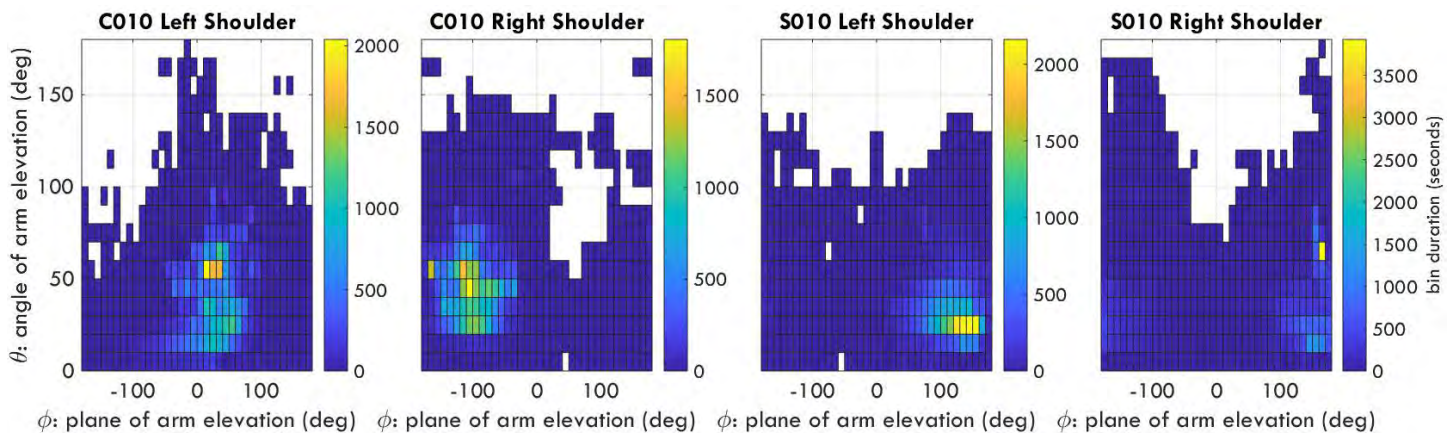 C010 Left Shoulder
C010 Right Shoulder
S010 Left Shoulder
S010 Right Shoulder
θ: angle of arm elevation (deg)
150
100
50
0
-100 0 100
ϕ: plane of arm elevation (deg)
2000
1500
1000
500
0
-100 0 100
ϕ: plane of arm elevation (deg)
1500
1000
500
0
-100 0 100
ϕ: plane of arm elevation (deg)
2000
1500
1000
500
0
-100 0 100
ϕ: plane of arm elevation (deg)
3500
3000
2500
2000
1500
1000
500
0
bin duration (seconds)